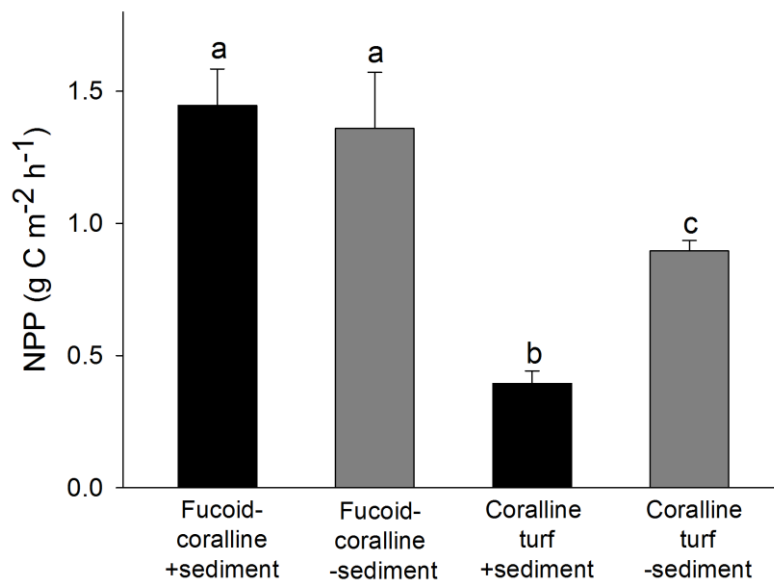 NPP (g C m⁻² h⁻¹)
1.5
1.0
0.5
0.0
a
a
b
c
Fucoid-
coralline
+sediment
Fucoid-
coralline
-sediment
Coralline
turf
+sediment
Coralline
turf
-sediment